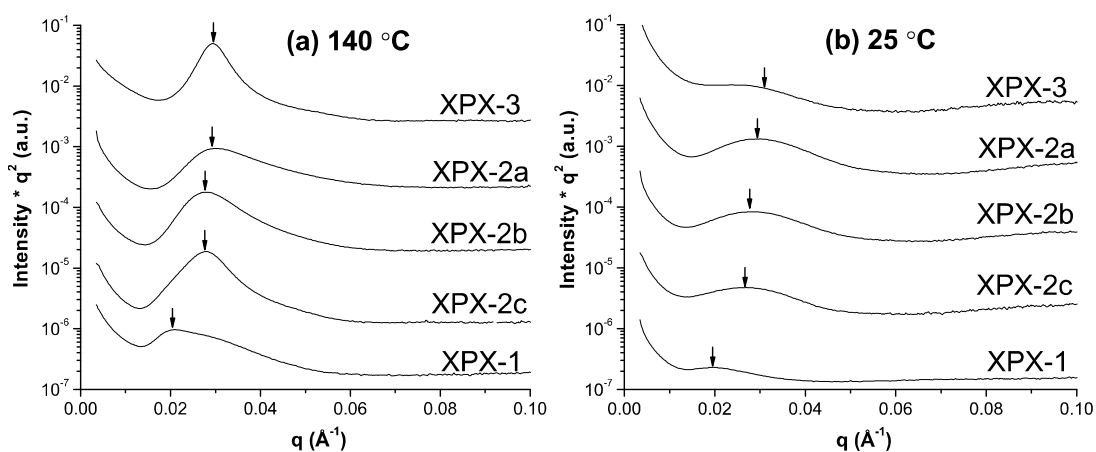 (a) 140 °C
Intensity * q² (a.u.)
10⁻¹
10⁻²
10⁻³
10⁻⁴
10⁻⁵
10⁻⁶
10⁻⁷
XPX-3
XPX-2a
XPX-2b
XPX-2c
XPX-1
0.00 0.02 0.04 0.06 0.08 0.10
q (Å⁻¹)
(b) 25 °C
Intensity * q² (a.u.)
10⁻¹
10⁻²
10⁻³
10⁻⁴
10⁻⁵
10⁻⁶
10⁻⁷
XPX-3
XPX-2a
XPX-2b
XPX-2c
XPX-1
0.00 0.02 0.04 0.06 0.08 0.10
q (Å⁻¹)